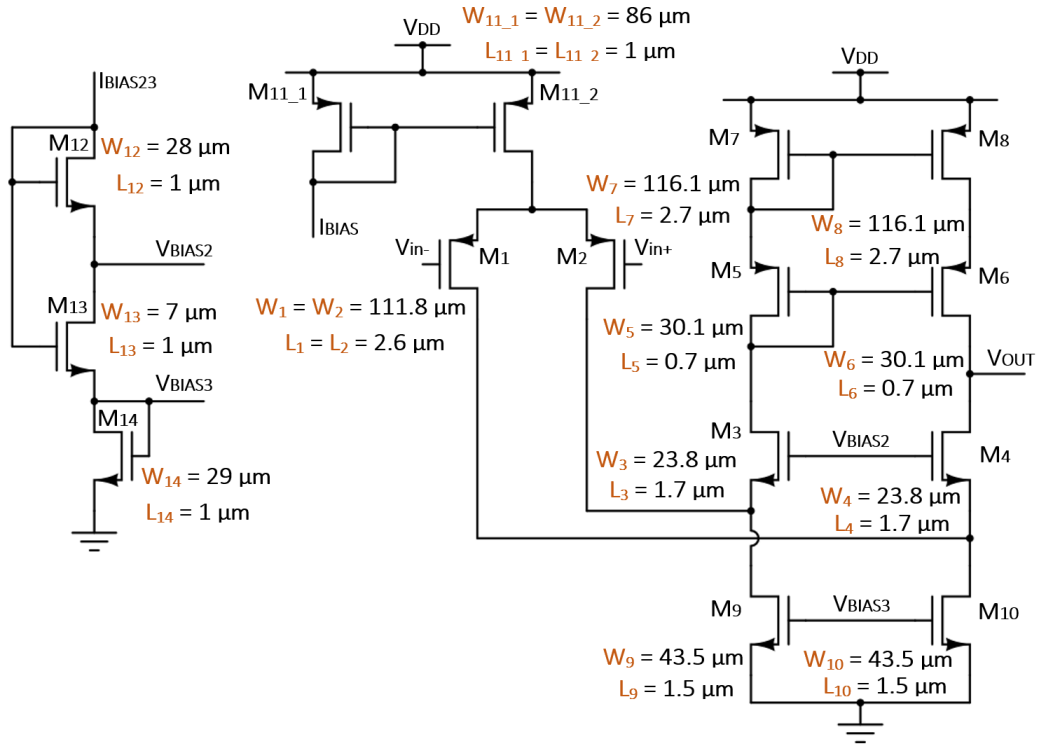 W11_1 = W11_2 = 86 µm
L11_1 = L11_2 = 1 µm
VDD
VDD
IBIAS23
M11_1
M11_2
M12
W12 = 28 µm
L12 = 1 µm
M7
M8
W7 = 116.1 µm
L7 = 2.7 µm
W8 = 116.1 µm
L8 = 2.7 µm
IBIAS
Vin-
M1
M2
Vin+
VBIAS2
M5
M6
M13
W13 = 7 µm
L13 = 1 µm
W1 = W2 = 111.8 µm
L1 = L2 = 2.6 µm
W5 = 30.1 µm
L5 = 0.7 µm
W6 = 30.1 µm
L6 = 0.7 µm
VOUT
VBIAS3
M14
W14 = 29 µm
L14 = 1 µm
M3
VBIAS2
M4
W3 = 23.8 µm
L3 = 1.7 µm
W4 = 23.8 µm
L4 = 1.7 µm
M9
VBIAS3
M10
W9 = 43.5 µm
L9 = 1.5 µm
W10 = 43.5 µm
L10 = 1.5 µm